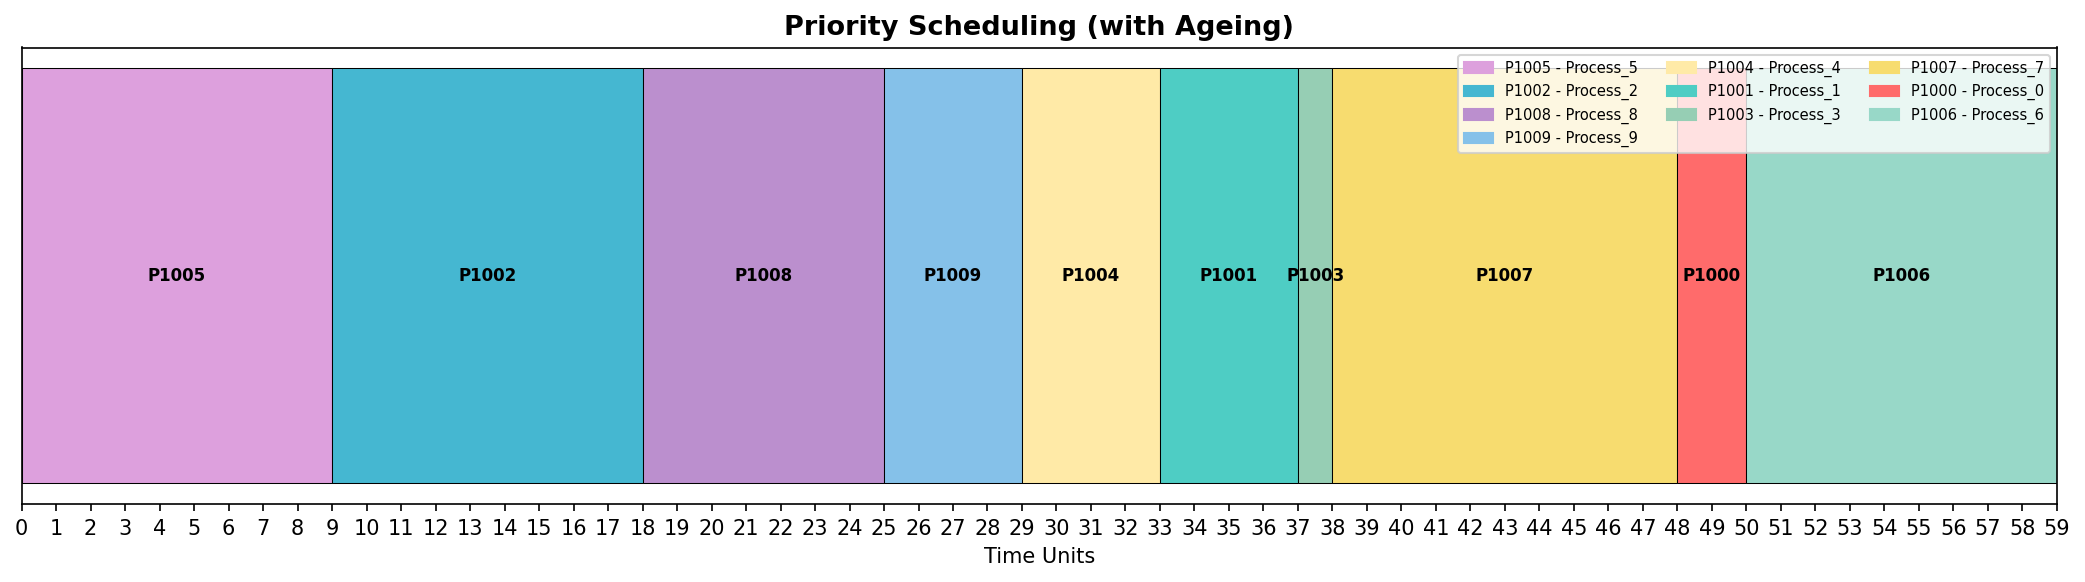 Priority Scheduling (with Ageing)
P1005 - Process_5 P1004 - Process_4 P1007 - Process_7
P1002 - Process_2 P1001 - Process_1 P1000 - Process_0
P1008 - Process_8 P1003 - Process_3 P1006 - Process_6
P1009 - Process_9
P1005 P1002 P1008 P1009 P1004 P1001 P1003 P1007 P1000 P1006
0 1 2 3 4 5 6 7 8 9 10 11 12 13 14 15 16 17 18 19 20 21 22 23 24 25 26 27 28 29 30 31 32 33 34 35 36 37 38 39 40 41 42 43 44 45 46 47 48 49 50 51 52 53 54 55 56 57 58 59
Time Units